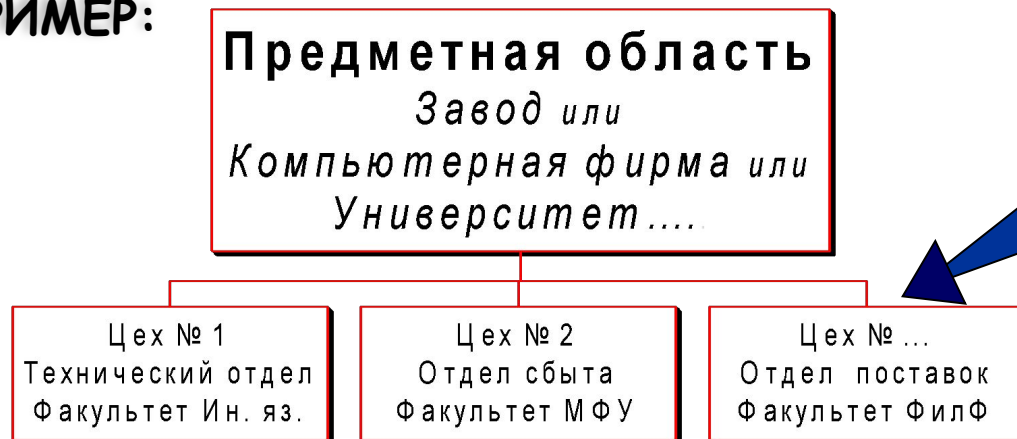 РИМЕР:
Предметная область
Завод или
Компьютерная фирма или
Университет.....
Цех № 1
Технический отдел
Факультет Ин. яз.
Цех № 2
Отдел сбыта
Факультет МФУ
Цех № ...
Отдел поставок
Факультет ФилФ